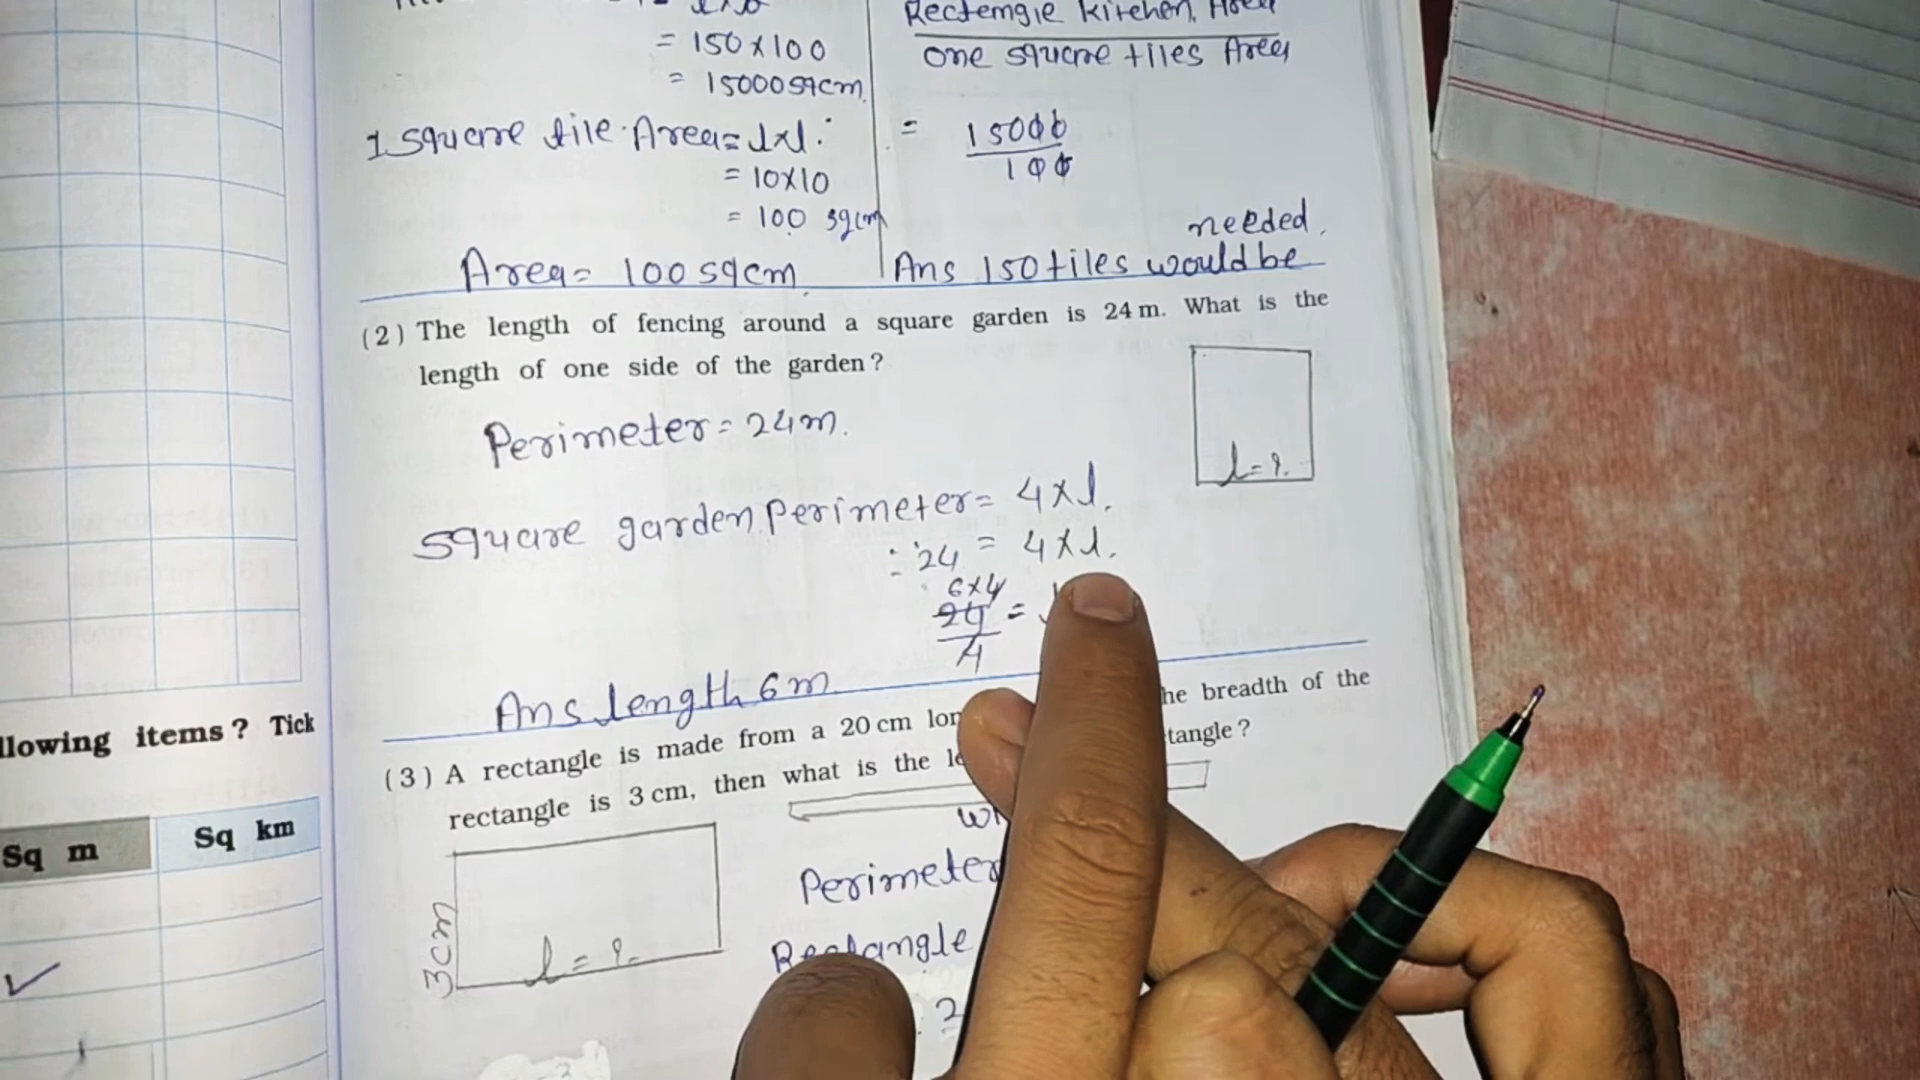 = 150×100
= 15000sqcm
1 square tile Area = l×l.
= 10×10
= 100 sqcm
Area = 100 sqcm
Rectemgle kitchen Area
one square tiles Area
= 15000
100
needed.
Ans 150 tiles would be
(2) The length of fencing around a square garden is 24 m. What is the
length of one side of the garden?
l = ?.
Perimeter = 24m.
square garden perimeter = 4×l.
∴ 24 = 4×l.
6×4
24 =
4
Ans length 6m
(3) A rectangle is made from a 20 cm he breadth of the
rectangle is 3 cm, then what is the tangle?
3cm
l = ?
Perimeter
Rectangle
2
llowing items? Tick
Sq m Sq km